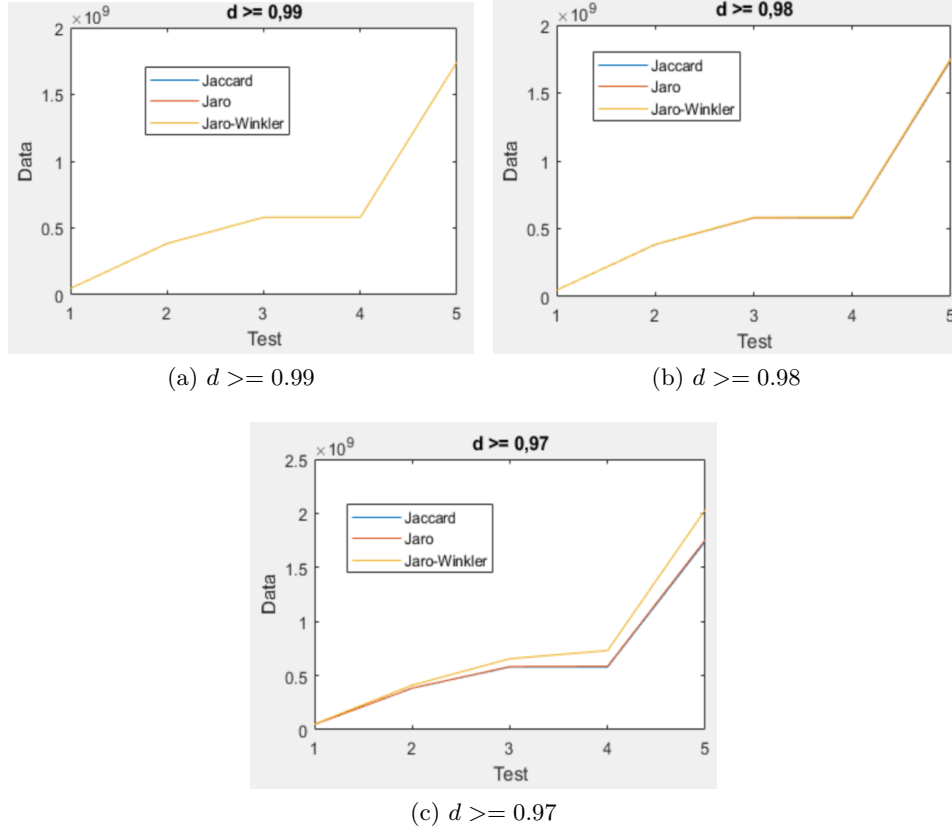 ×10^9
d >= 0,99
2
1.5
1
0.5
0
Data
Jaccard
Jaro
Jaro-Winkler
1 2 3 4 5
Test
(a) d >= 0.99
×10^9
d >= 0,98
2
1.5
1
0.5
0
Data
Jaccard
Jaro
Jaro-Winkler
1 2 3 4 5
Test
(b) d >= 0.98
×10^9
d >= 0,97
2.5
2
1.5
1
0.5
0
Data
Jaccard
Jaro
Jaro-Winkler
1 2 3 4 5
Test
(c) d >= 0.97